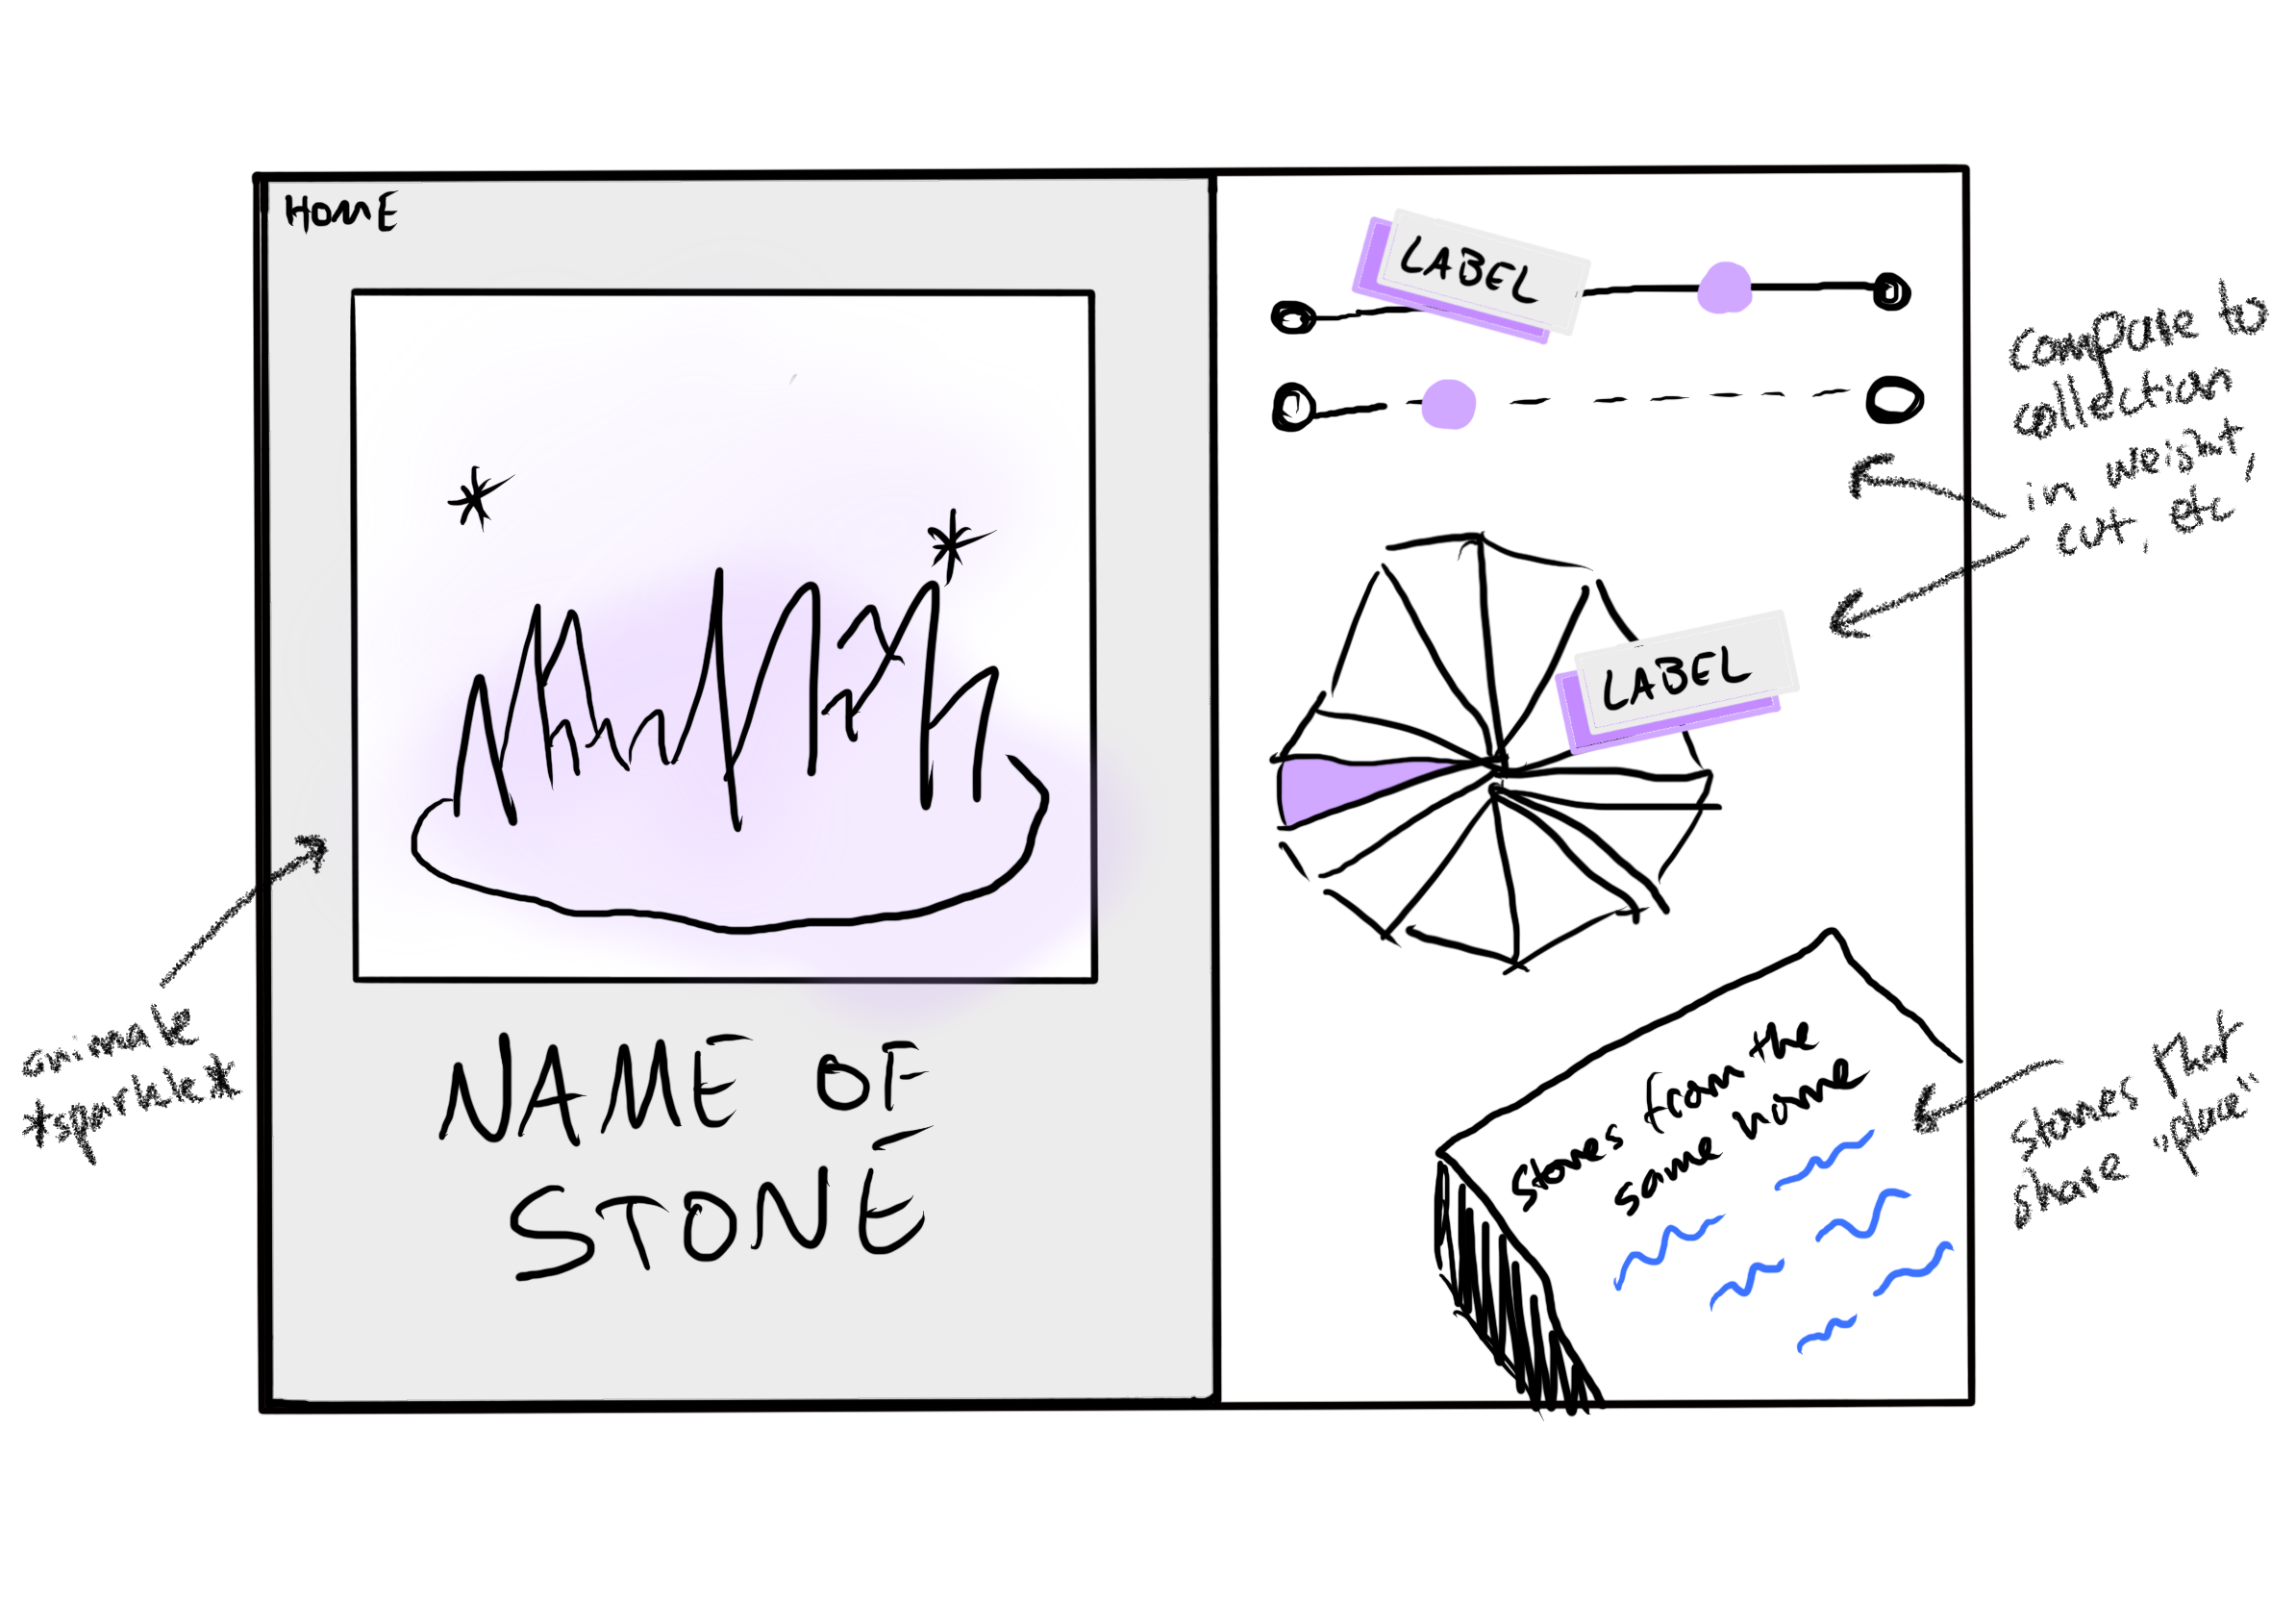 HOME
NAME OF
STONE
animate
*sparkle*
LABEL
LABEL
compare to
collection
in weight,
cut, etc
stones from the
same home
stones that
share "place"